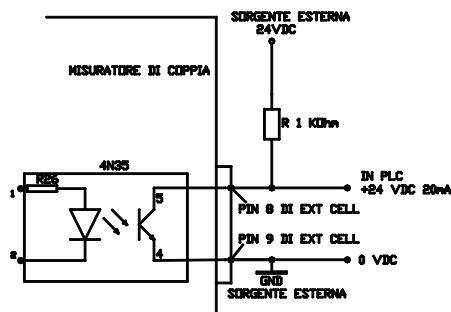 SORGENTE ESTERNA
24VDC
MISURATORE DI COPPIA
R 1 KOhm
4N35
R26
1
5
IN PLC
+24 VDC 20mA
PIN 8 DI EXT CELL
PIN 9 DI EXT CELL
2
4
0 VDC
GND
SORGENTE ESTERNA